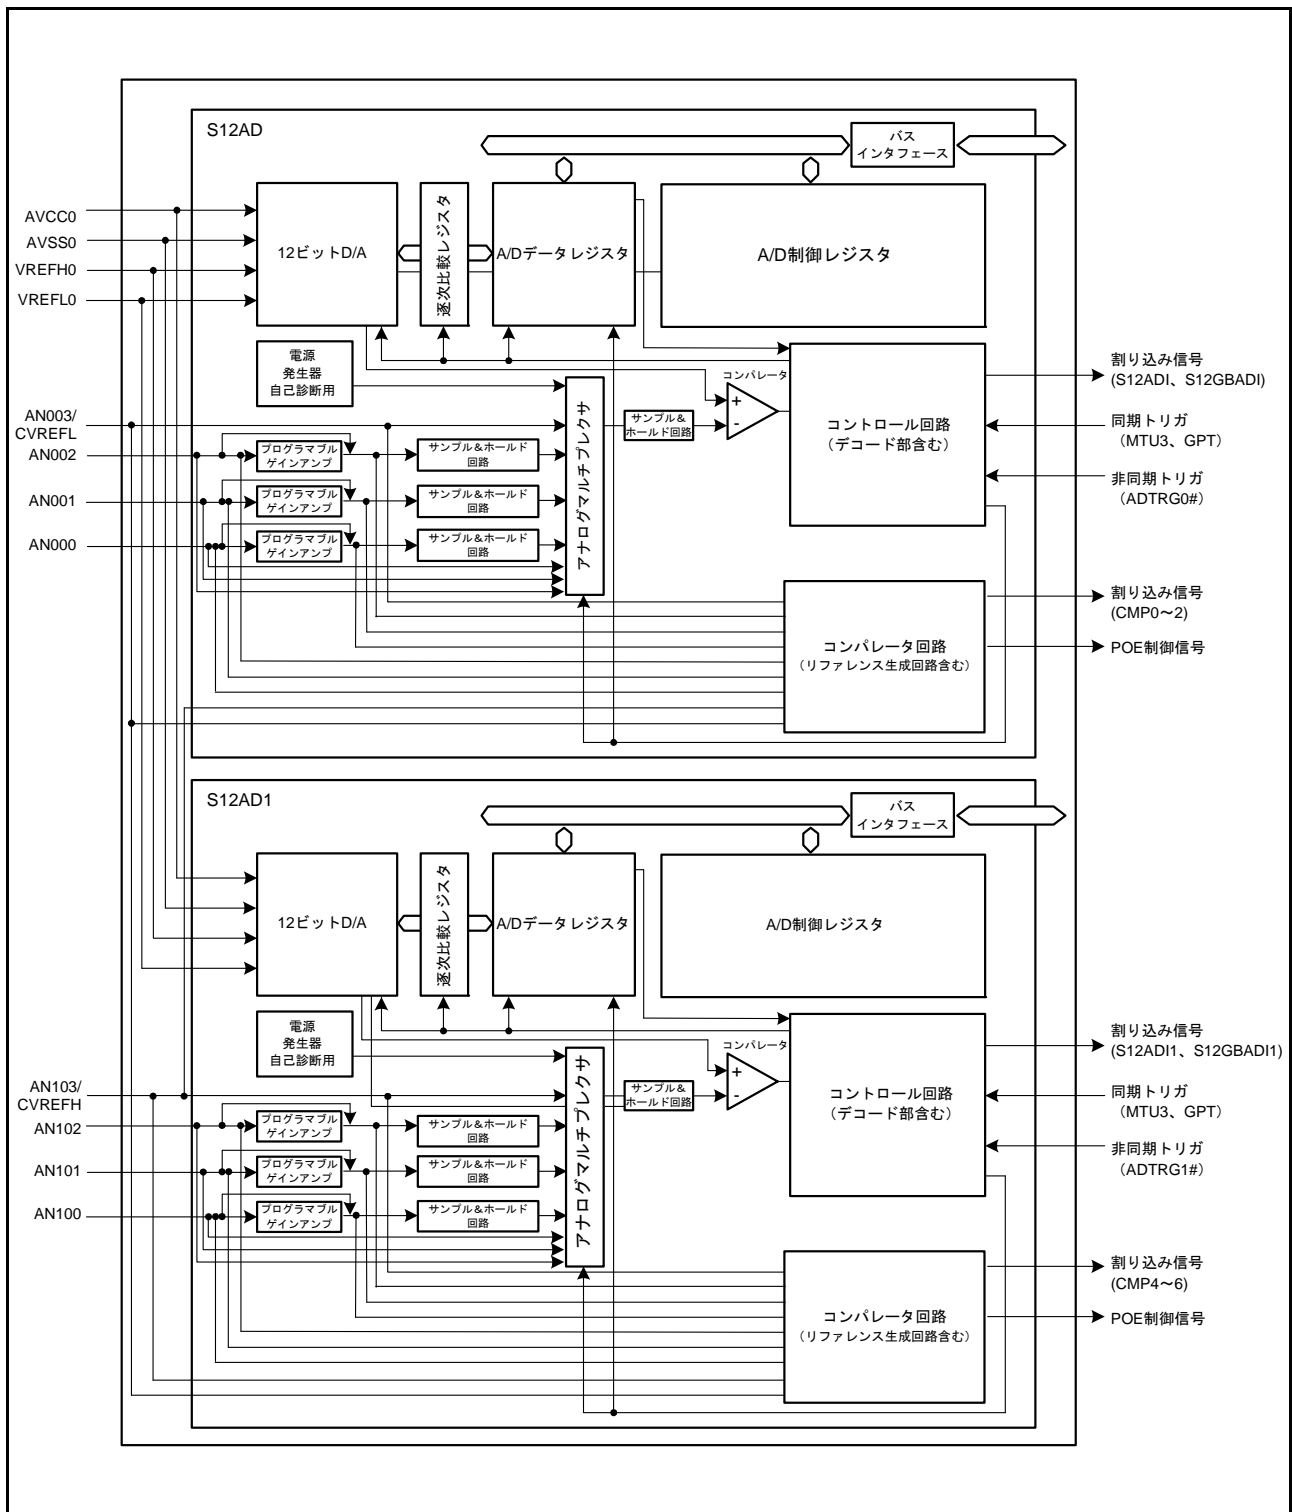 S12AD
バス
インタフェース
AVCC0
AVSS0
VREFH0
VREFL0
12ビットD/A
逐次比較レジスタ
A/Dデータレジスタ
A/D制御レジスタ
電源
発生器
自己診断用
AN003/
CVREFL
AN002
AN001
AN000
プログラマブル
ゲインアンプ
プログラマブル
ゲインアンプ
プログラマブル
ゲインアンプ
サンプル&ホールド
回路
サンプル&ホールド
回路
サンプル&ホールド
回路
アナログマルチプレクサ
サンプル&
ホールド回路
コンパレータ
+
-
コントロール回路
(デコード部含む)
割り込み信号
(S12ADI、S12GBADI)
同期トリガ
(MTU3、GPT)
非同期トリガ
(ADTRG0#)
コンパレータ回路
(リファレンス生成回路含む)
割り込み信号
(CMP0~2)
POE制御信号
S12AD1
バス
インタフェース
12ビットD/A
逐次比較レジスタ
A/Dデータレジスタ
A/D制御レジスタ
電源
発生器
自己診断用
AN103/
CVREFH
AN102
AN101
AN100
プログラマブル
ゲインアンプ
プログラマブル
ゲインアンプ
プログラマブル
ゲインアンプ
サンプル&ホールド
回路
サンプル&ホールド
回路
サンプル&ホールド
回路
アナログマルチプレクサ
サンプル&
ホールド回路
コンパレータ
+
-
コントロール回路
(デコード部含む)
割り込み信号
(S12ADI1、S12GBADI1)
同期トリガ
(MTU3、GPT)
非同期トリガ
(ADTRG1#)
コンパレータ回路
(リファレンス生成回路含む)
割り込み信号
(CMP4~6)
POE制御信号